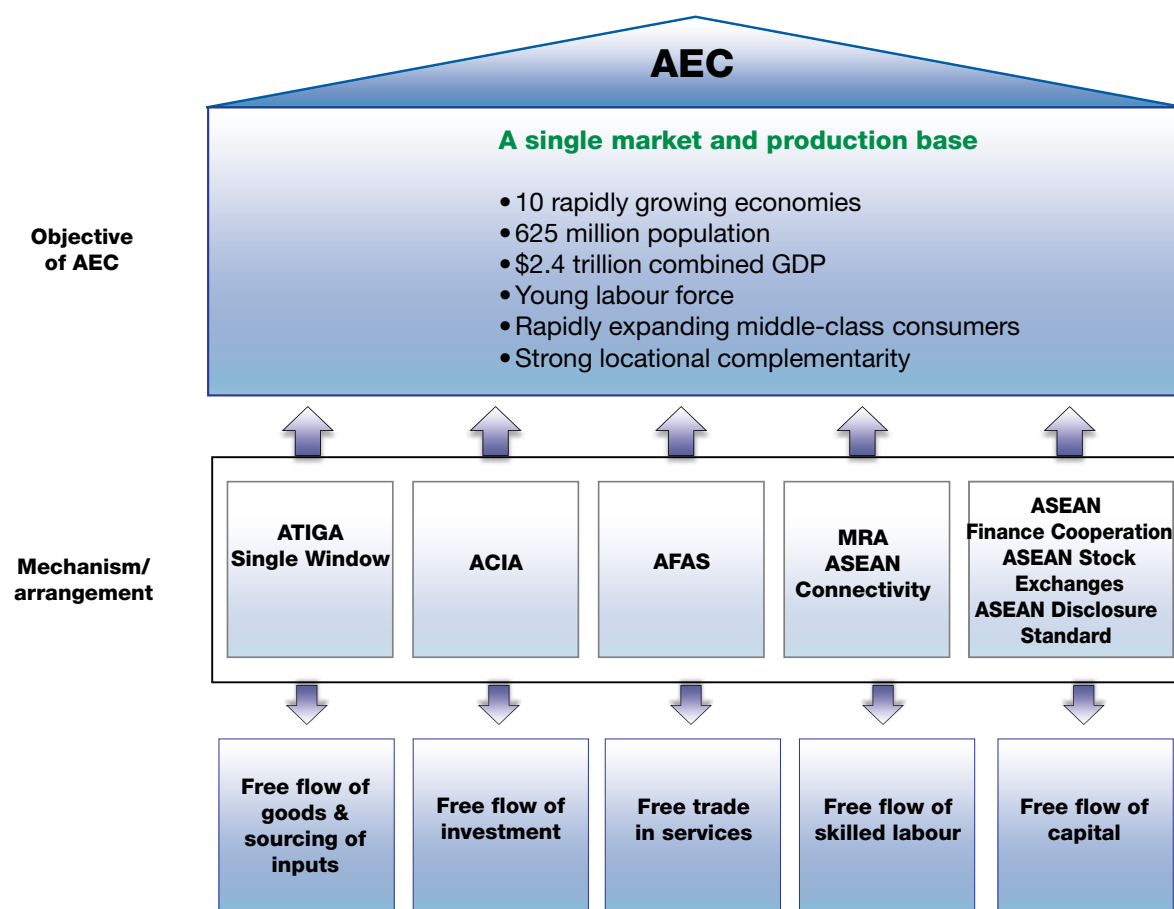 AEC
A single market and production base
• 10 rapidly growing economies
• 625 million population
• $2.4 trillion combined GDP
• Young labour force
• Rapidly expanding middle-class consumers
• Strong locational complementarity
Objective
of AEC
Mechanism/
arrangement
ATIGA
Single Window
ACIA
AFAS
MRA
ASEAN
Connectivity
ASEAN
Finance Cooperation
ASEAN Stock
Exchanges
ASEAN Disclosure
Standard
Free flow of
goods &
sourcing of
inputs
Free flow of
investment
Free trade
in services
Free flow of
skilled labour
Free flow of
capital